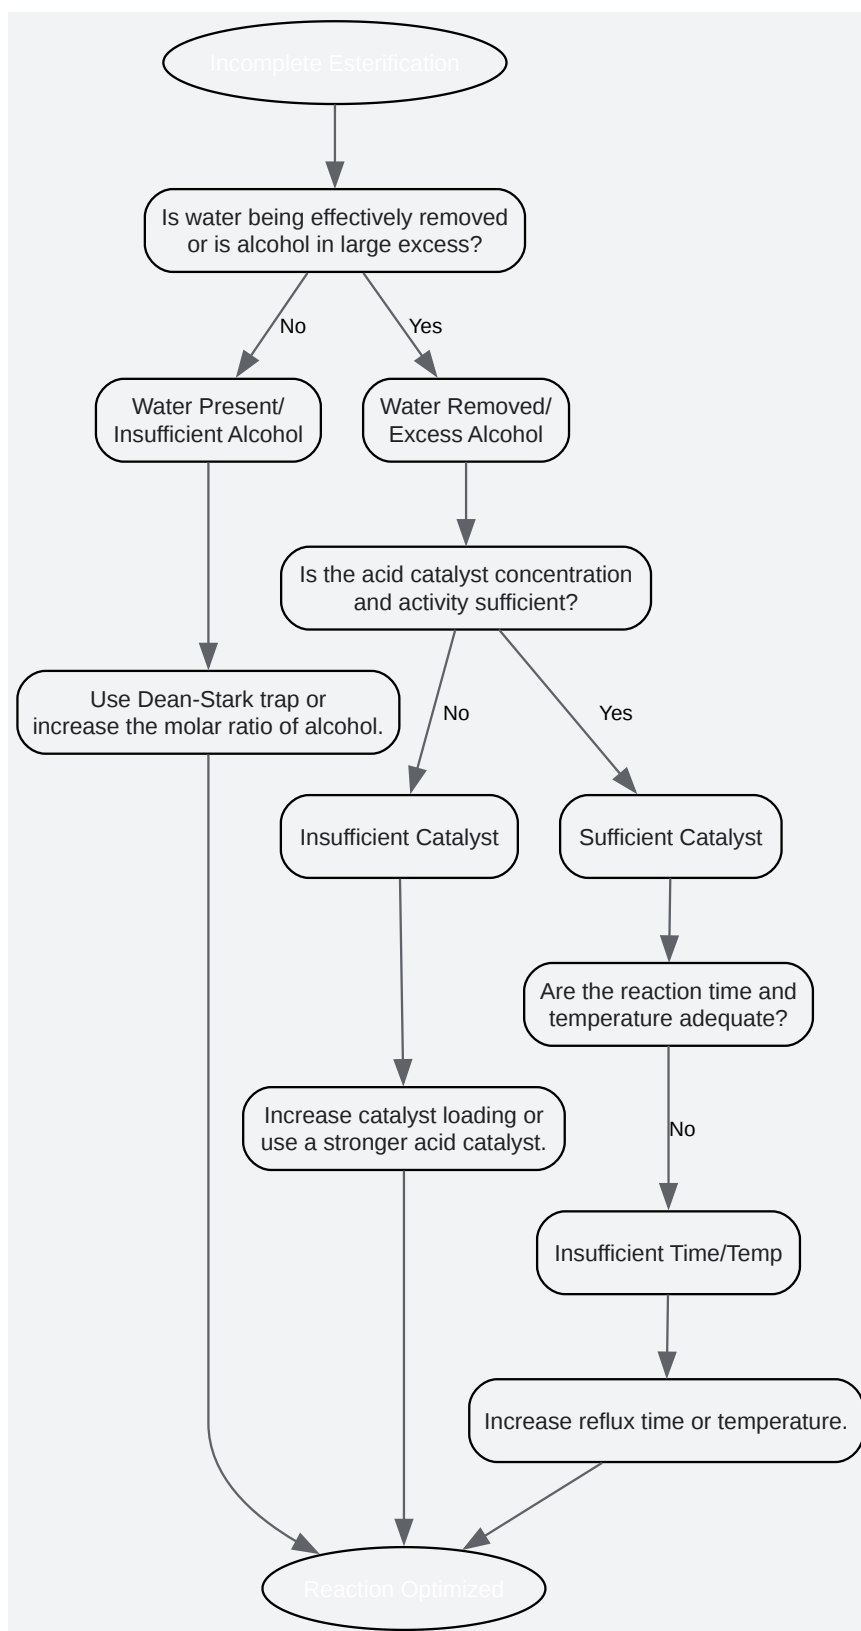 Incomplete Esterification
Is water being effectively removed
or is alcohol in large excess?
No
Yes
Water Present/
Insufficient Alcohol
Water Removed/
Excess Alcohol
Is the acid catalyst concentration
and activity sufficient?
Use Dean-Stark trap or
increase the molar ratio of alcohol.
No
Yes
Insufficient Catalyst
Sufficient Catalyst
Are the reaction time and
temperature adequate?
Increase catalyst loading or
use a stronger acid catalyst.
No
Insufficient Time/Temp
Increase reflux time or temperature.
Reaction Optimized